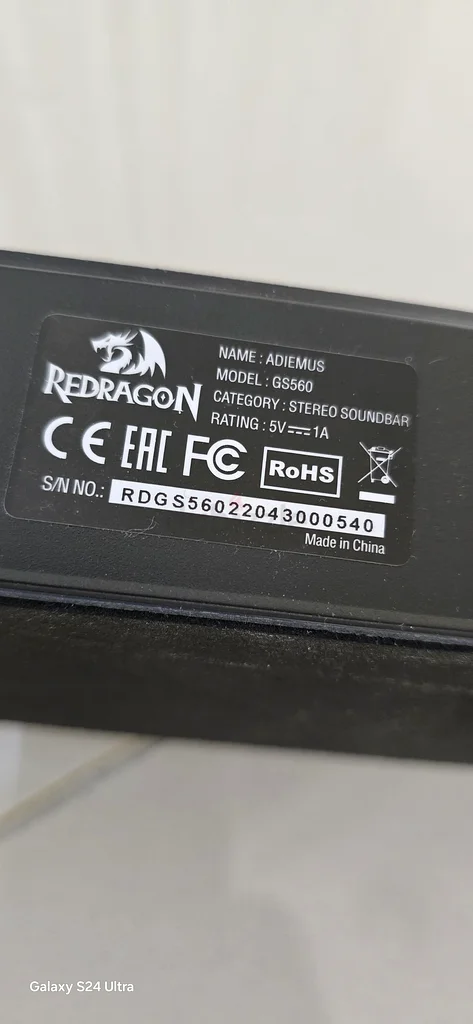 REDRAGON
NAME : ADIEMUS
MODEL : GS560
CATEGORY : STEREO SOUNDBAR
RATING : 5V⎓1A
CE EAC FC RoHS
S/N NO.: RDGS56022043000540
Made in China
Galaxy S24 Ultra